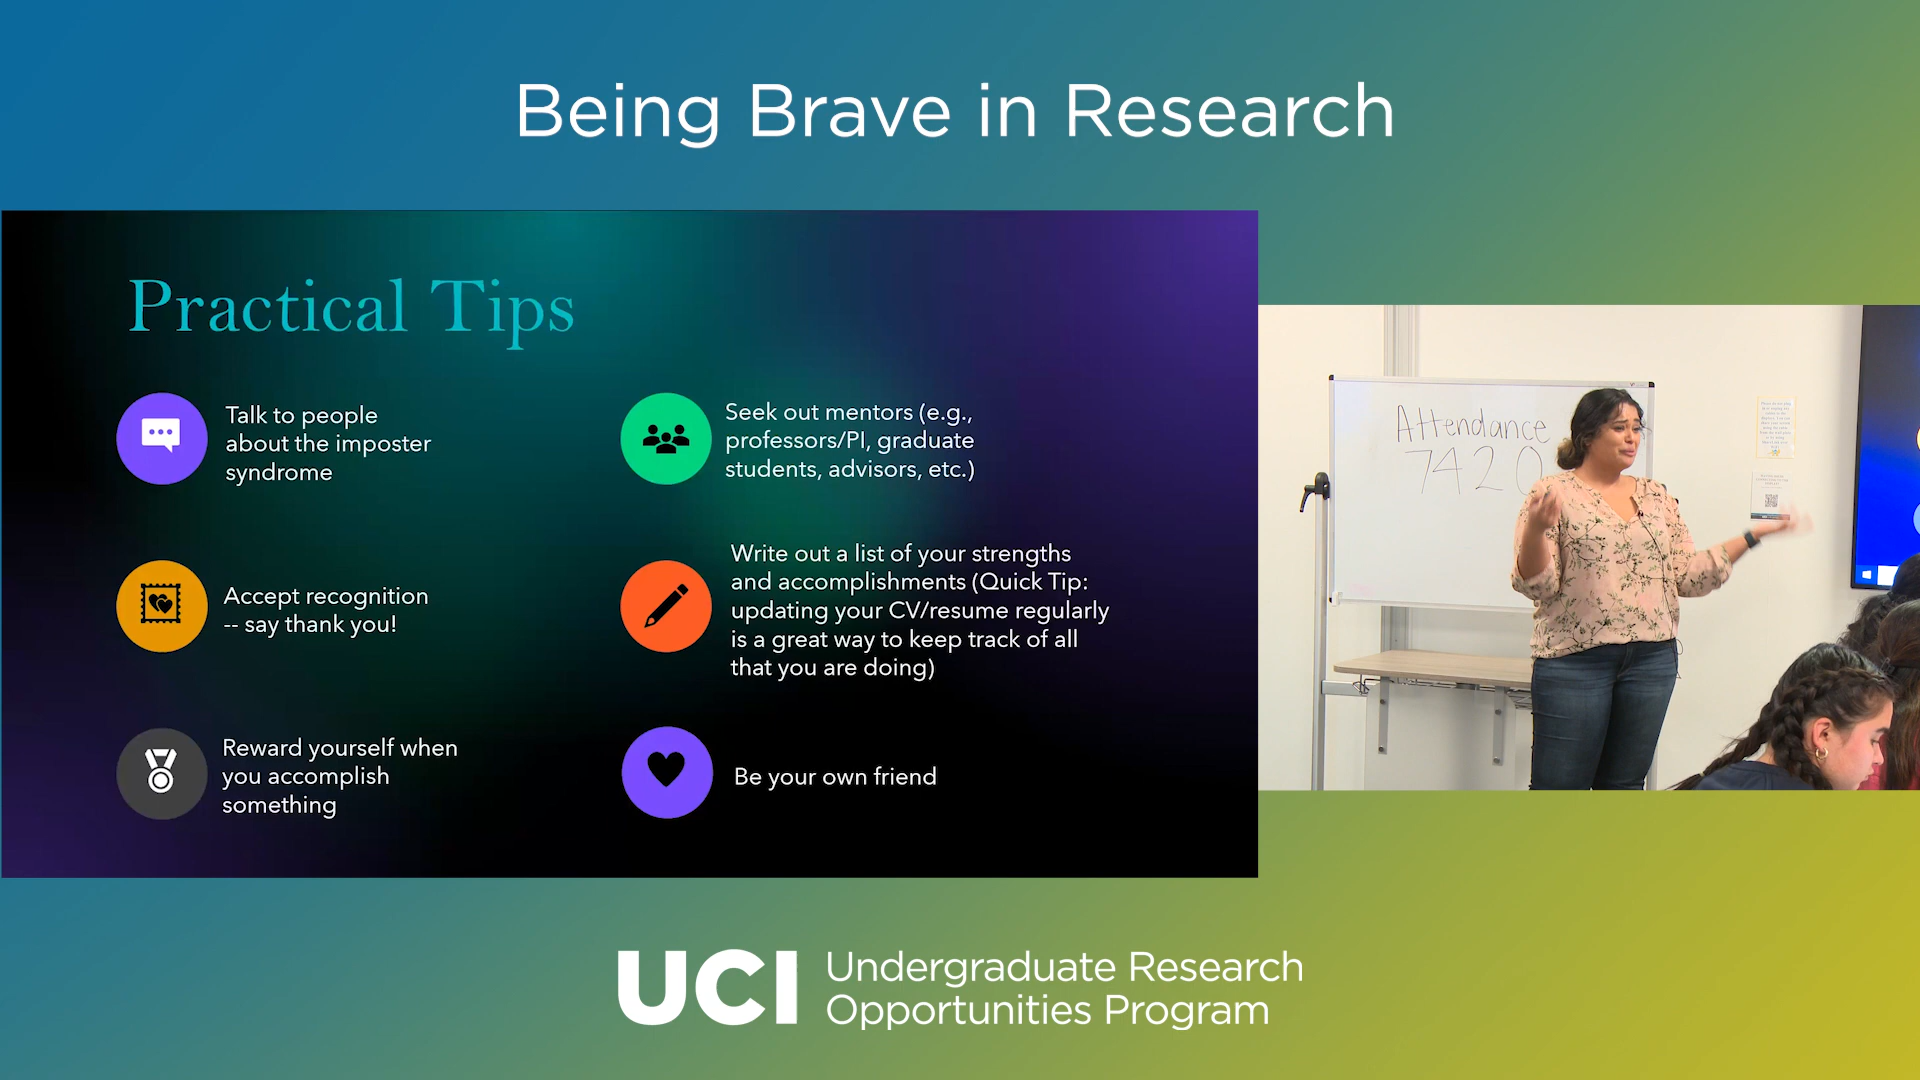 Being Brave in Research
Practical Tips
Talk to people
about the imposter
syndrome
Accept recognition
-- say thank you!
Reward yourself when
you accomplish
something
Seek out mentors (e.g.,
professors/PI, graduate
students, advisors, etc.)
Write out a list of your strengths
and accomplishments (Quick Tip:
updating your CV/resume regularly
is a great way to keep track of all
that you are doing)
Be your own friend
Attendance
7420
UCI Undergraduate Research
Opportunities Program